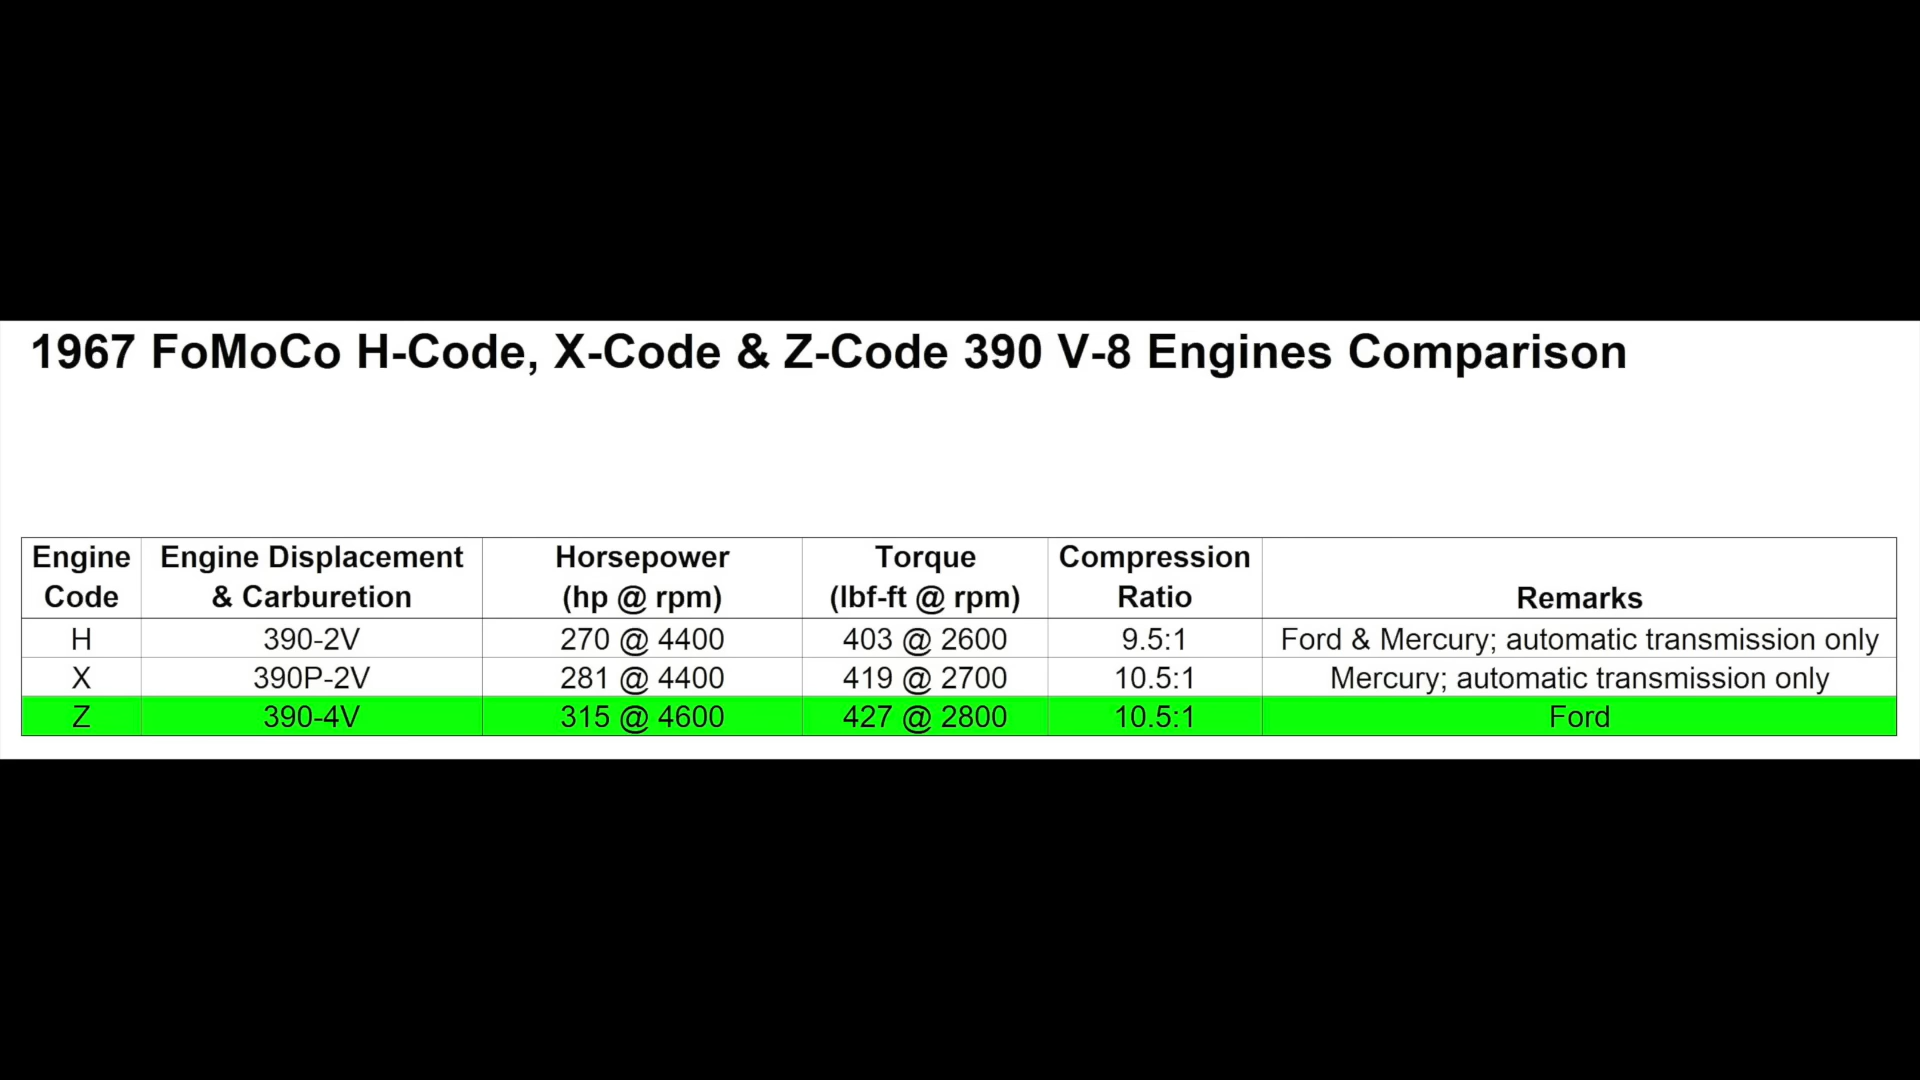 1967 FoMoCo H-Code, X-Code & Z-Code 390 V-8 Engines Comparison
Engine Code Engine Displacement & Carburetion Horsepower (hp @ rpm) Torque (lbf-ft @ rpm) Compression Ratio Remarks
H 390-2V 270 @ 4400 403 @ 2600 9.5:1 Ford & Mercury; automatic transmission only
X 390P-2V 281 @ 4400 419 @ 2700 10.5:1 Mercury; automatic transmission only
Z 390-4V 315 @ 4600 427 @ 2800 10.5:1 Ford